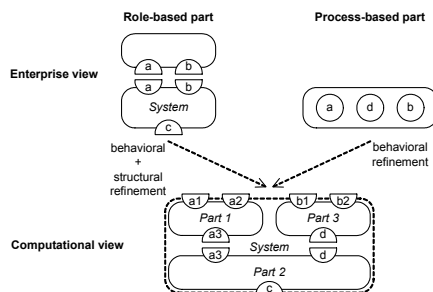 Role-based part Process-based part
a b
Enterprise view
a b
System
a d b
c
behavioral
+
structural
refinement
behavioral
refinement
a1 a2 b1 b2
Part 1 Part 3
a3 d
Computational view
System
a3 d
Part 2
c